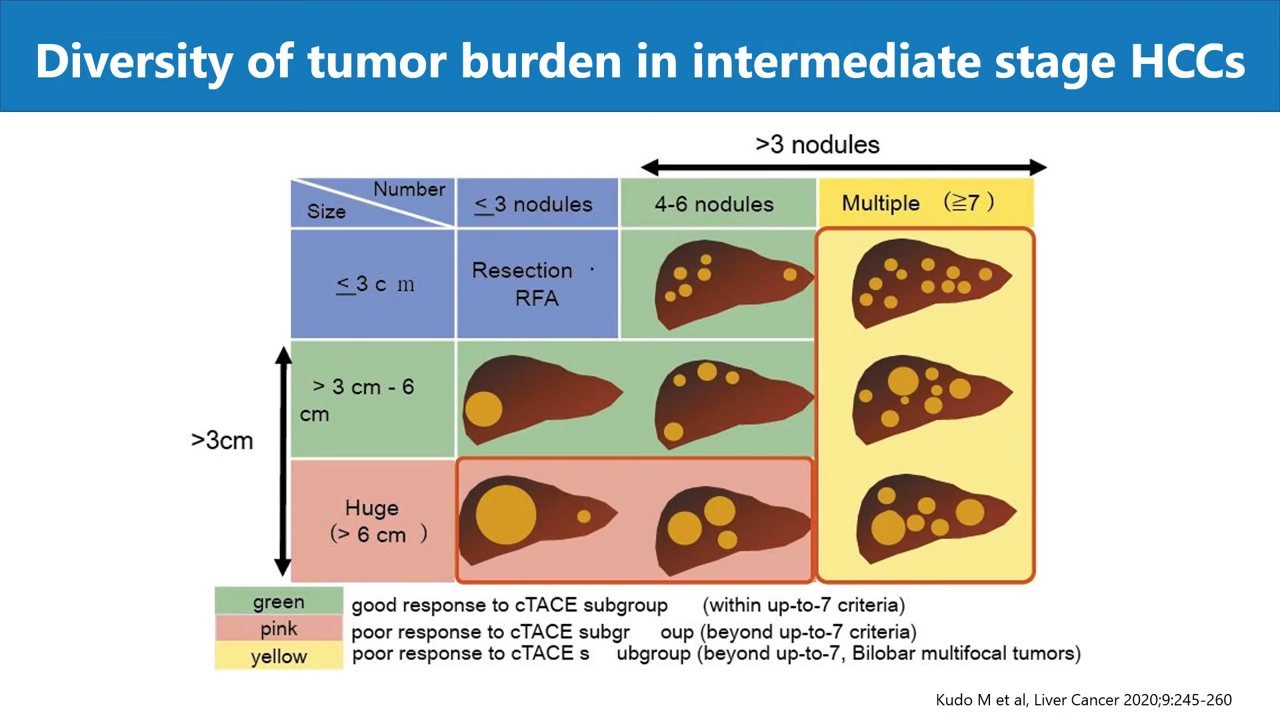 Diversity of tumor burden in intermediate stage HCCs
>3 nodules
Number
Size
< 3 nodules
4-6 nodules
Multiple (≧7 )
< 3 c m
Resection ·
RFA
> 3 cm - 6
cm
>3cm
Huge
(> 6 cm )
green good response to cTACE subgroup (within up-to-7 criteria)
pink poor response to cTACE subgr oup (beyond up-to-7 criteria)
yellow poor response to cTACE s ubgroup (beyond up-to-7, Bilobar multifocal tumors)
Kudo M et al, Liver Cancer 2020;9:245-260